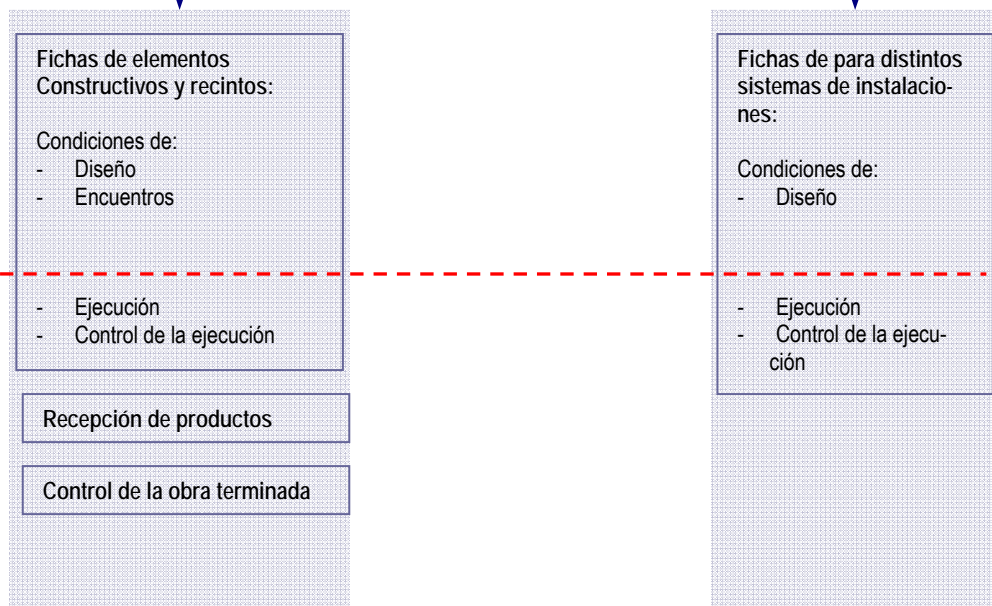 Fichas de elementos
Constructivos y recintos:
Condiciones de:
- Diseño
- Encuentros
- Ejecución
- Control de la ejecución
Recepción de productos
Control de la obra terminada
Fichas de para distintos
sistemas de instalacio-
nes:
Condiciones de:
- Diseño
- Ejecución
- Control de la ejecu-
ción